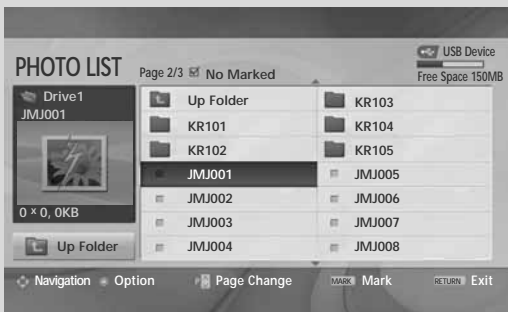 USB Device
PHOTO LIST
Page 2/3 No Marked
Free Space 150MB
Drive1
JMJ001
0 × 0, 0KB
Up Folder
Up Folder
KR101
KR102
JMJ001
JMJ002
JMJ003
JMJ004
KR103
KR104
KR105
JMJ005
JMJ006
JMJ007
JMJ008
Navigation Option Page Change MARK Mark RETURN Exit